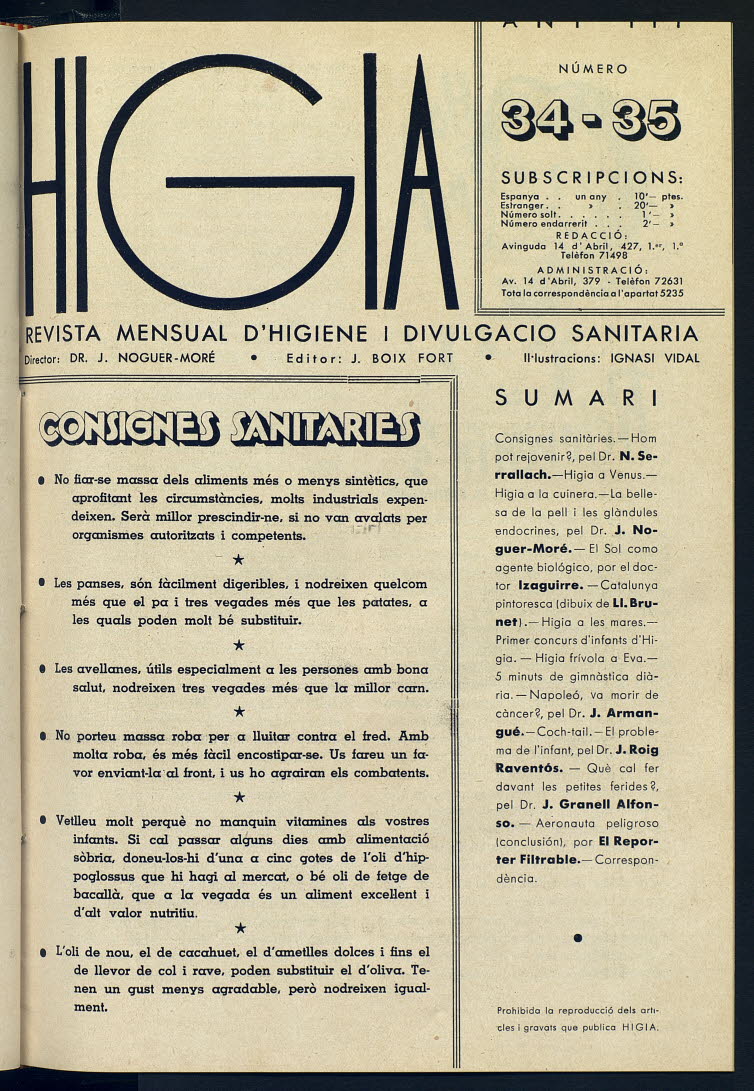 HIGIA
ANY III
NÚMERO
34-35
SUBSCRIPCIONS:
Espanya . . un any . 10'— ptes.
Estranger . . » . 20'— »
Número solt. . . . . . 1'— »
Número endarrerit . . . 2'— »
REDACCIÓ:
Avinguda 14 d'Abril, 427, 1.er, 1.º
Telèfon 71498
ADMINISTRACIÓ:
Av. 14 d'Abril, 379 - Telèfon 72631
Tota la correspondència a l'apartat 5235
REVISTA MENSUAL D'HIGIENE I DIVULGACIO SANITARIA
Director: DR. J. NOGUER-MORÉ • Editor: J. BOIX FORT • Il·lustracions: IGNASI VIDAL
CONSIGNES SANITARIES
• No fiar-se massa dels aliments més o menys sintètics, que
aprofitant les circumstàncies, molts industrials expen-
deixen. Serà millor prescindir-ne, si no van avalats per
organismes autoritzats i competents.
★
• Les panses, són fàcilment digeribles, i nodreixen quelcom
més que el pa i tres vegades més que les patates, a
les quals poden molt bé substituir.
★
• Les avellanes, útils especialment a les persones amb bona
salut, nodreixen tres vegades més que la millor carn.
★
• No porteu massa roba per a lluitar contra el fred. Amb
molta roba, és més fàcil encostipar-se. Us fareu un fa-
vor enviant-la al front, i us ho agrairan els combatents.
★
• Vetlleu molt perquè no manquin vitamines als vostres
infants. Si cal passar alguns dies amb alimentació
sòbria, doneu-los-hi d'una a cinc gotes de l'oli d'hip-
poglossus que hi hagi al mercat, o bé oli de fetge de
bacallà, que a la vegada és un aliment excellent i
d'alt valor nutritiu.
★
• L'oli de nou, el de cacahuet, el d'ametlles dolces i fins el
de llevor de col i rave, poden substituir el d'oliva. Te-
nen un gust menys agradable, però nodreixen igual-
ment.
SUMARI
Consignes sanitàries.—Hom
pot rejovenir?, pel Dr. N. Se-
rrallach.—Higia a Venus.—
Higia a la cuinera.—La belle-
sa de la pell i les glàndules
endocrines, pel Dr. J. No-
guer-Moré.— El Sol como
agente biológico, por el doc-
tor Izaguirre. —Catalunya
pintoresca (dibuix de Ll. Bru-
net).— Higia a les mares.—
Primer concurs d'infants d'Hi-
gia. — Higia frívola a Eva.—
5 minuts de gimnàstica dià-
ria. — Napoleó, va morir de
càncer?, pel Dr. J. Arman-
gué.—Coch-tail.—El proble-
ma de l'infant, pel Dr. J. Roig
Raventós. — Què cal fer
davant les petites ferides?,
pel Dr. J. Granell Alfon-
so. — Aeronauta peligroso
(conclusión), por El Repor-
ter Filtrable.—Correspon-
dència.
•
Prohibida la reproducció dels arti-
cles i gravats que publica HIGIA.